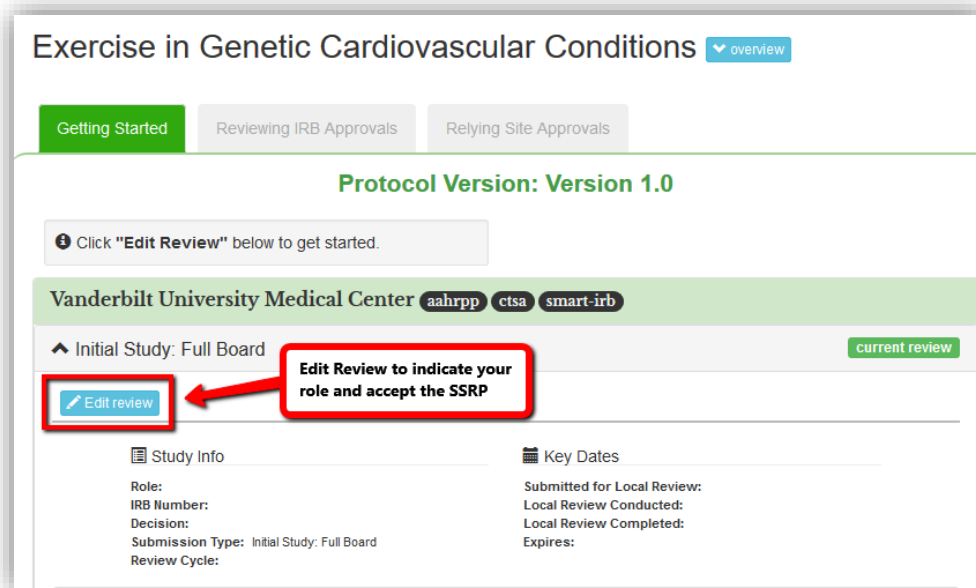 Exercise in Genetic Cardiovascular Conditions overview
Getting Started Reviewing IRB Approvals Relying Site Approvals
Protocol Version: Version 1.0
Click "Edit Review" below to get started.
Vanderbilt University Medical Center aahrpp ctsa smart-irb
Initial Study: Full Board current review
Edit Review to indicate your
role and accept the SSRP
Edit review
Study Info
Role:
IRB Number:
Decision:
Submission Type: Initial Study: Full Board
Review Cycle:
Key Dates
Submitted for Local Review:
Local Review Conducted:
Local Review Completed:
Expires: